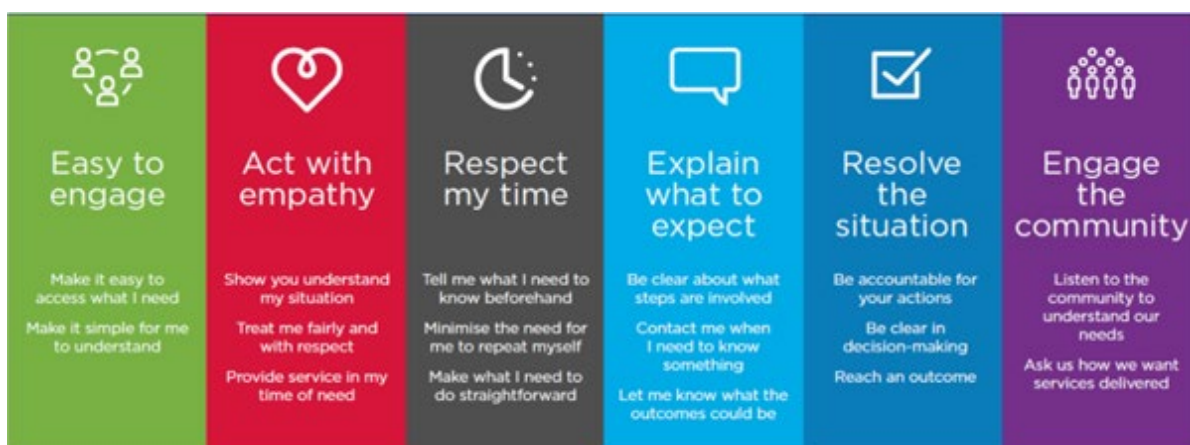 Easy to
engage
Make it easy to
access what I need
Make it simple for me
to understand
Act with
empathy
Show you understand
my situation
Treat me fairly and
with respect
Provide service in my
time of need
Respect
my time
Tell me what I need to
know beforehand
Minimise the need for
me to repeat myself
Make what I need to
do straightforward
Explain
what to
expect
Be clear about what
steps are involved
Contact me when
I need to know
something
Let me know what the
outcomes could be
Resolve
the
situation
Be accountable for
your actions
Be clear in
decision-making
Reach an outcome
Engage
the
community
Listen to the
community to
understand our
needs
Ask us how we want
services delivered